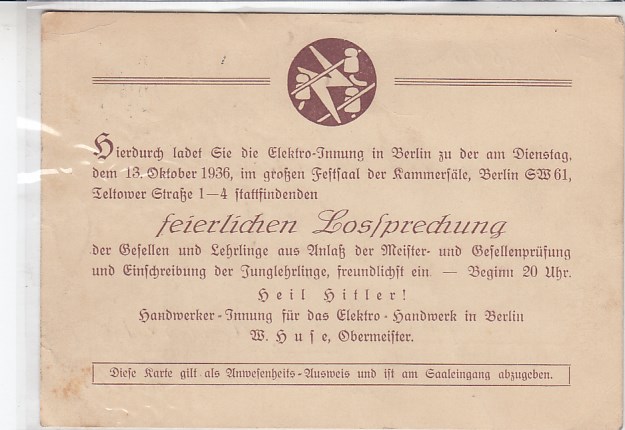 Hierdurch ladet Sie die Elektro-Innung in Berlin zu der am Dienstag,
dem 13. Oktober 1936, im großen Festsaal der Kammersäle, Berlin SW 61,
Teltower Straße 1—4 stattfindenden
feierlichen Lossprechung
der Gesellen und Lehrlinge aus Anlaß der Meister- und Gesellenprüfung
und Einschreibung der Junglehrlinge, freundlichst ein. — Beginn 20 Uhr.
Heil Hitler!
Handwerker-Innung für das Elektro-Handwerk in Berlin
W. Huse, Obermeister.
Diese Karte gilt als Anwesenheits-Ausweis und ist am Saaleingang abzugeben.